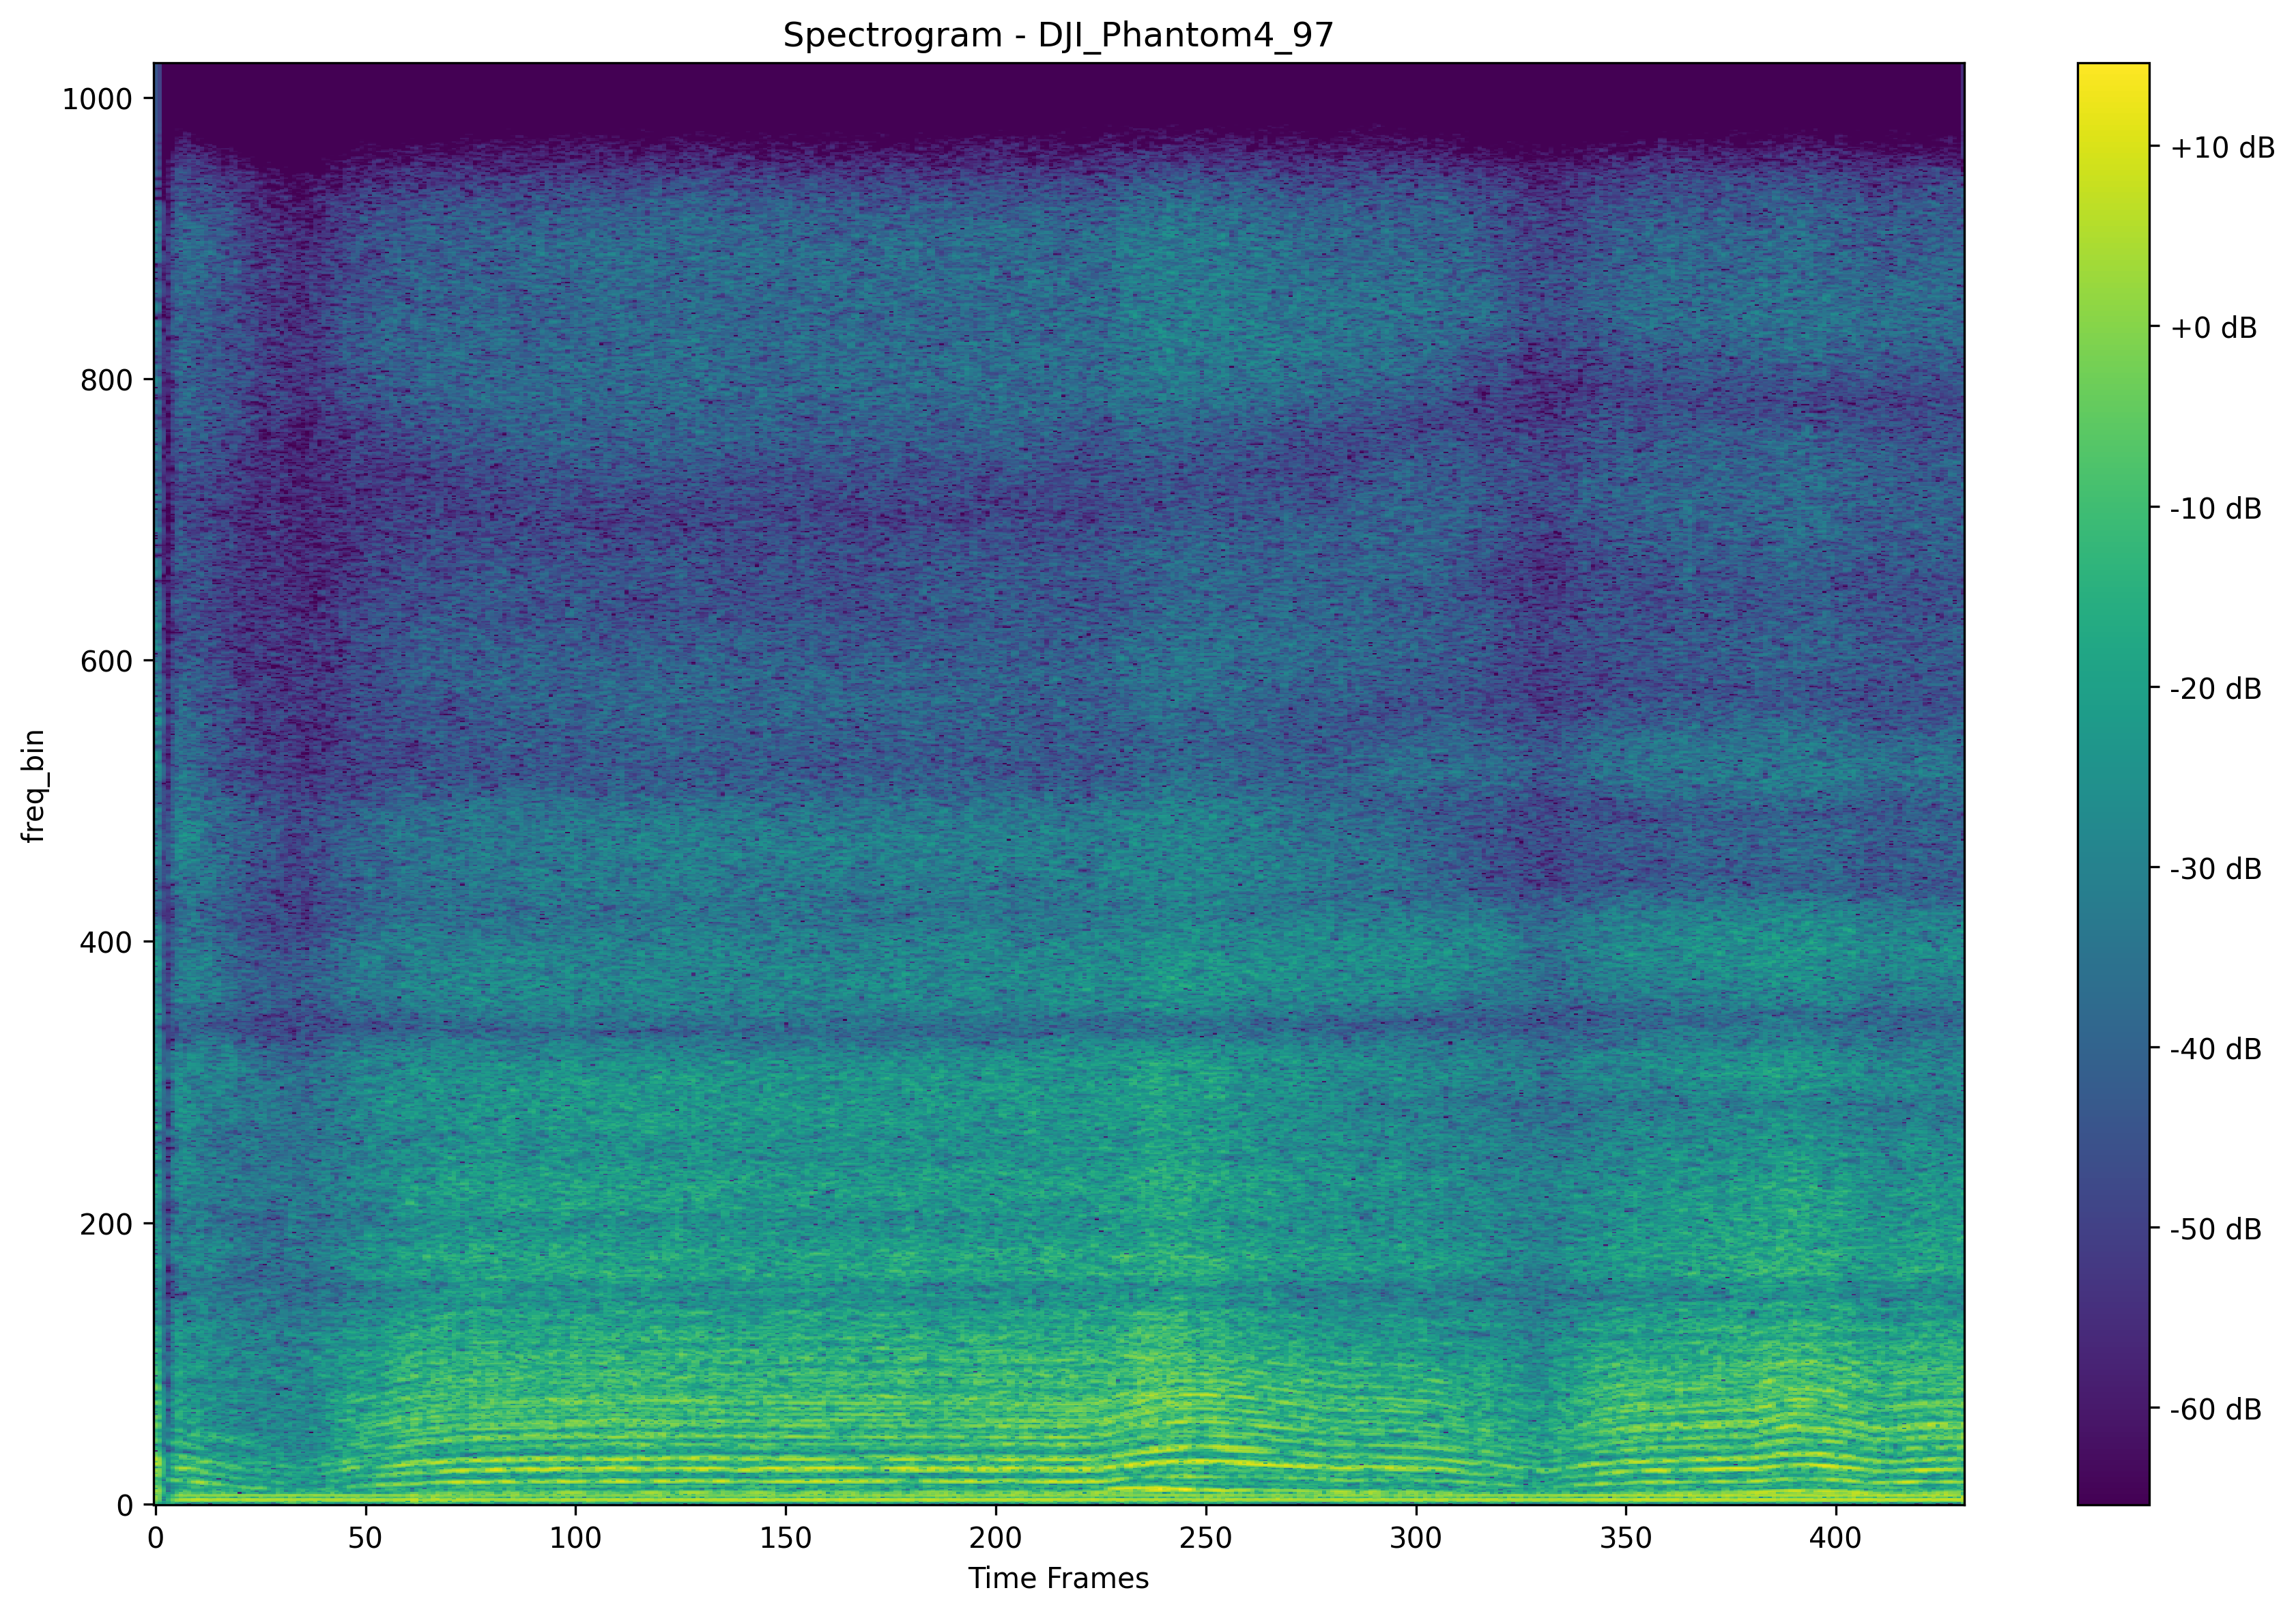 Spectrogram - DJI_Phantom4_97
1000
800
600
400
200
0
freq_bin
0 50 100 150 200 250 300 350 400
Time Frames
+10 dB
+0 dB
-10 dB
-20 dB
-30 dB
-40 dB
-50 dB
-60 dB